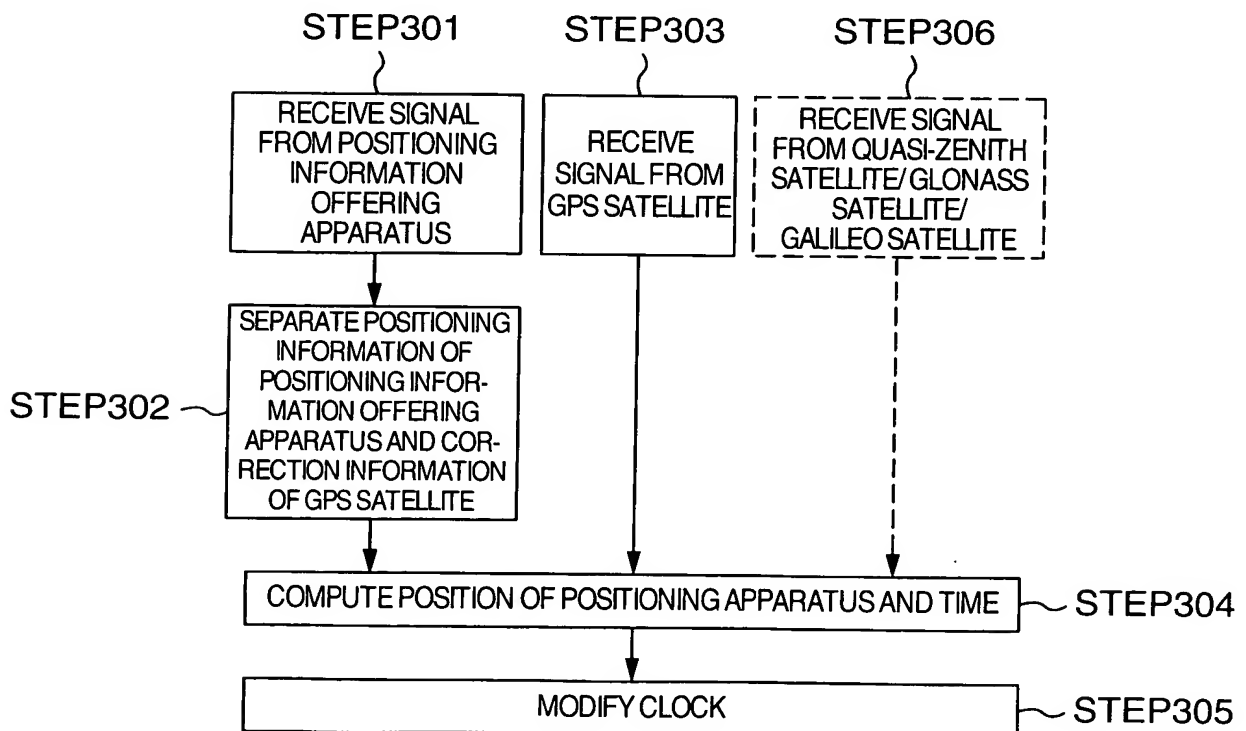 STEP301
STEP303
STEP306
RECEIVE SIGNAL
FROM POSITIONING
INFORMATION
OFFERING
APPARATUS
RECEIVE
SIGNAL FROM
GPS SATELLITE
RECEIVE SIGNAL
FROM QUASI-ZENITH
SATELLITE/ GLONASS
SATELLITE/
GALILEO SATELLITE
STEP302
SEPARATE POSITIONING
INFORMATION OF
POSITIONING INFOR-
MATION OFFERING
APPARATUS AND COR-
RECTION INFORMATION
OF GPS SATELLITE
COMPUTE POSITION OF POSITIONING APPARATUS AND TIME
STEP304
MODIFY CLOCK
STEP305